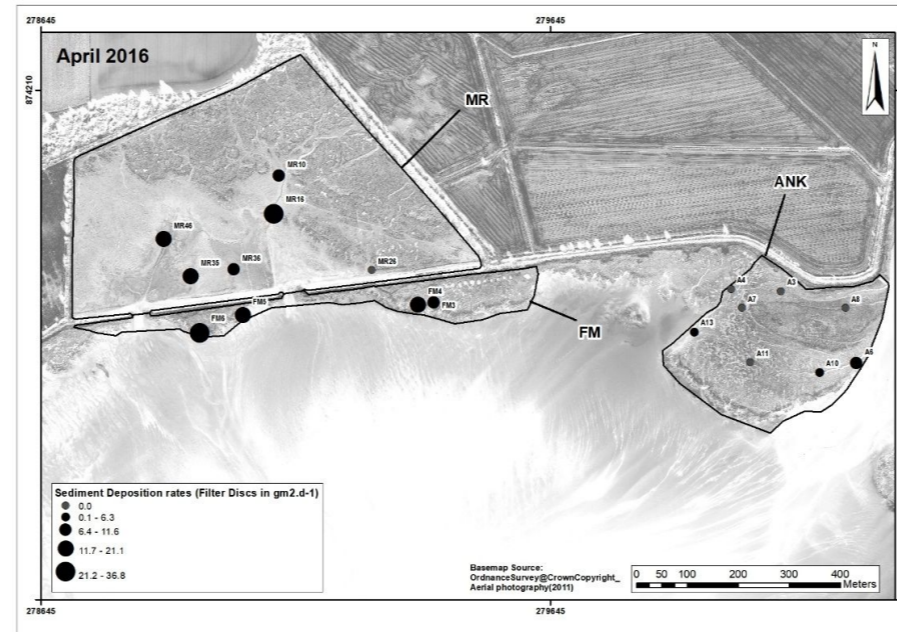 278645
279645
April 2016
N
874210
MR
MR10
ANK
MR16
MR46
A4
A3
MR35
MR36
MR26
A7
A8
FM4
FM3
FM5
FM6
FM
A13
A11
A10
A6
Sediment Deposition rates (Filter Discs in gm2.d-1)
0.0
0.1 - 6.3
6.4 - 11.6
11.7 - 21.1
21.2 - 36.8
Basemap Source:
OrdnanceSurvey@CrownCopyright_
Aerial photography(2011)
0 50 100 200 300 400
Meters
278645
279645